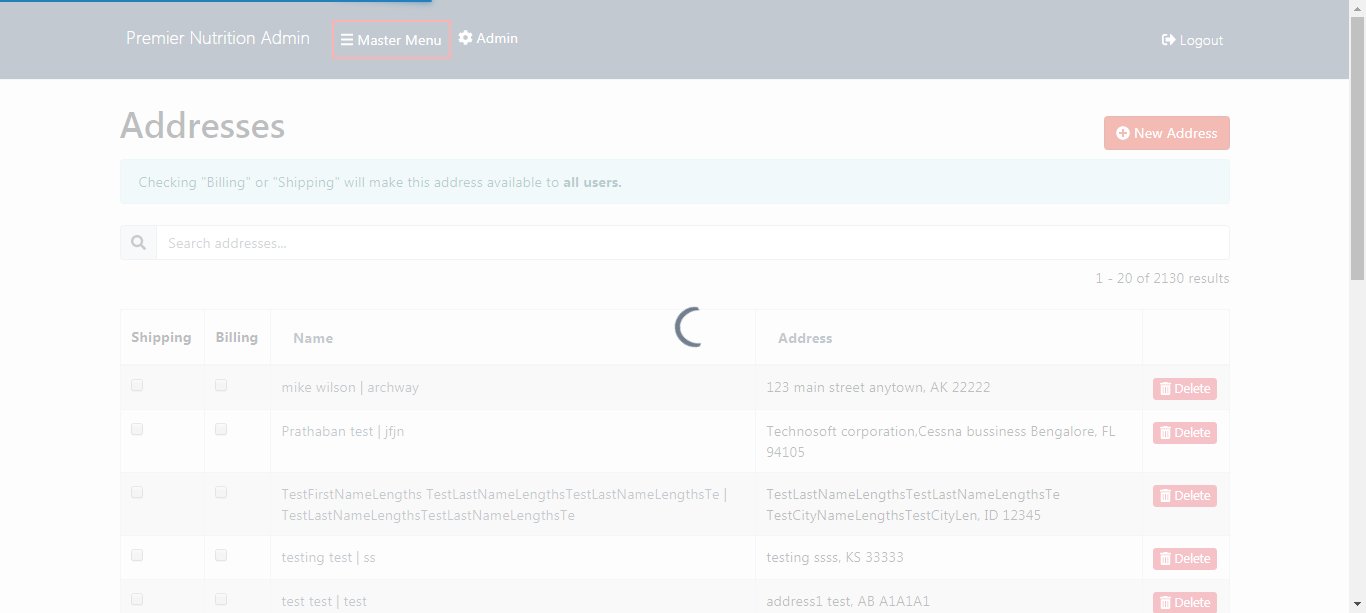 Premier Nutrition Admin
Master Menu
Admin
Logout
Addresses
New Address
Checking "Billing" or "Shipping" will make this address available to all users.
Search addresses...
1 - 20 of 2130 results
Shipping Billing Name Address
mike wilson | archway 123 main street anytown, AK 22222 Delete
Prathaban test | jfjn Technosoft corporation,Cessna bussiness Bengalore, FL Delete
94105
TestFirstNameLengths TestLastNameLengthsTestLastNameLengthsTe | TestLastNameLengthsTestLastNameLengthsTe Delete
TestLastNameLengthsTestLastNameLengthsTe TestCityNameLengthsTestCityLen, ID 12345
testing test | ss testing ssss, KS 33333 Delete
test test | test address1 test, AB A1A1A1 Delete